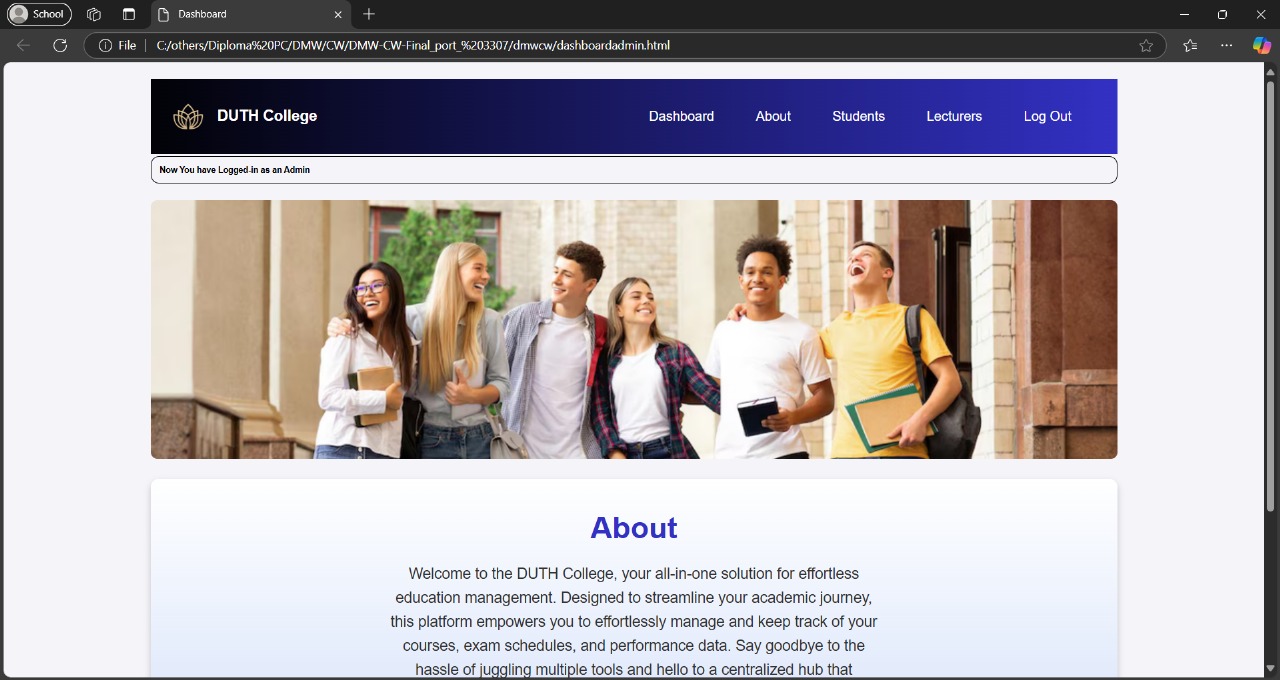 School
Dashboard
File
C:/others/Diploma%20PC/DMW/CW/DMW-CW-Final_port_%203307/dmwcw/dashboardadmin.html
DUTH College
Dashboard
About
Students
Lecturers
Log Out
Now You have Logged-in as an Admin
About
Welcome to the DUTH College, your all-in-one solution for effortless
education management. Designed to streamline your academic journey,
this platform empowers you to effortlessly manage and keep track of your
courses, exam schedules, and performance data. Say goodbye to the
hassle of juggling multiple tools and hello to a centralized hub that